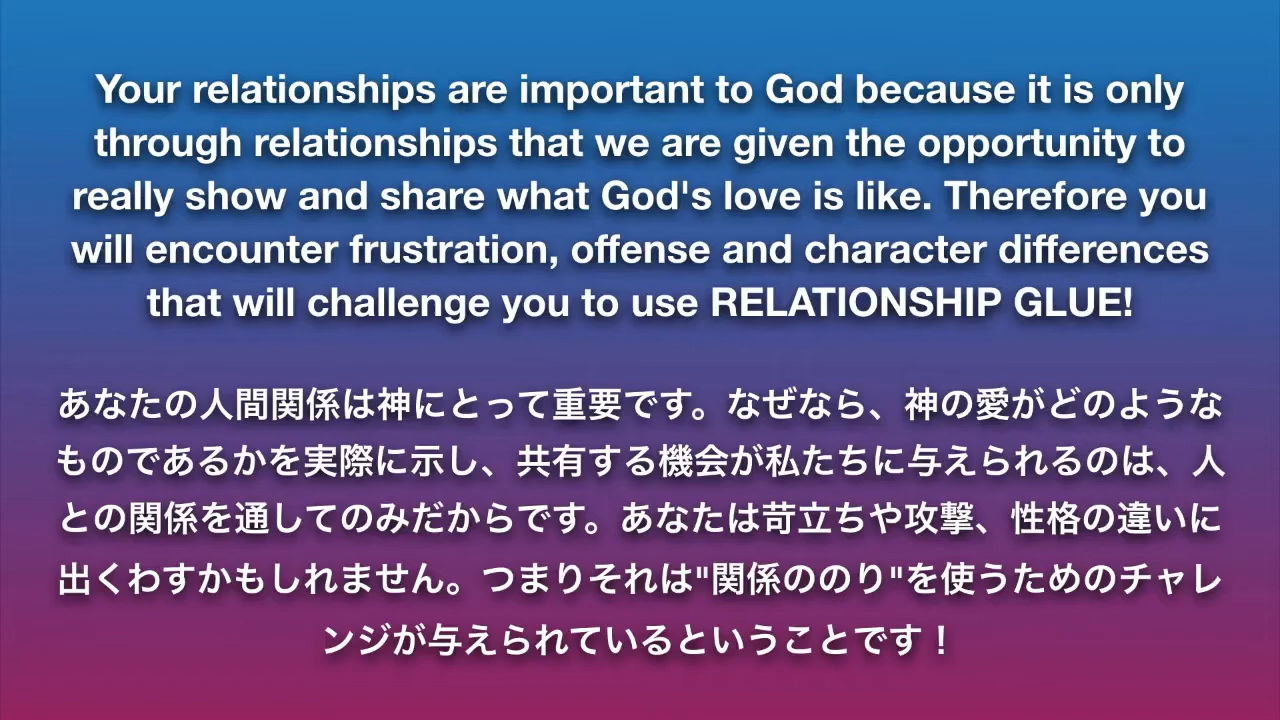 Your relationships are important to God because it is only
through relationships that we are given the opportunity to
really show and share what God's love is like. Therefore you
will encounter frustration, offense and character differences
that will challenge you to use RELATIONSHIP GLUE!
あなたの人間関係は神にとって重要です。なぜなら、神の愛がどのような
ものであるかを実際に示し、共有する機会が私たちに与えられるのは、人
との関係を通してのみだからです。あなたは苛立ちや攻撃、性格の違いに
出くわすかもしれません。つまりそれは"関係ののり"を使うためのチャレ
ンジが与えられているということです！